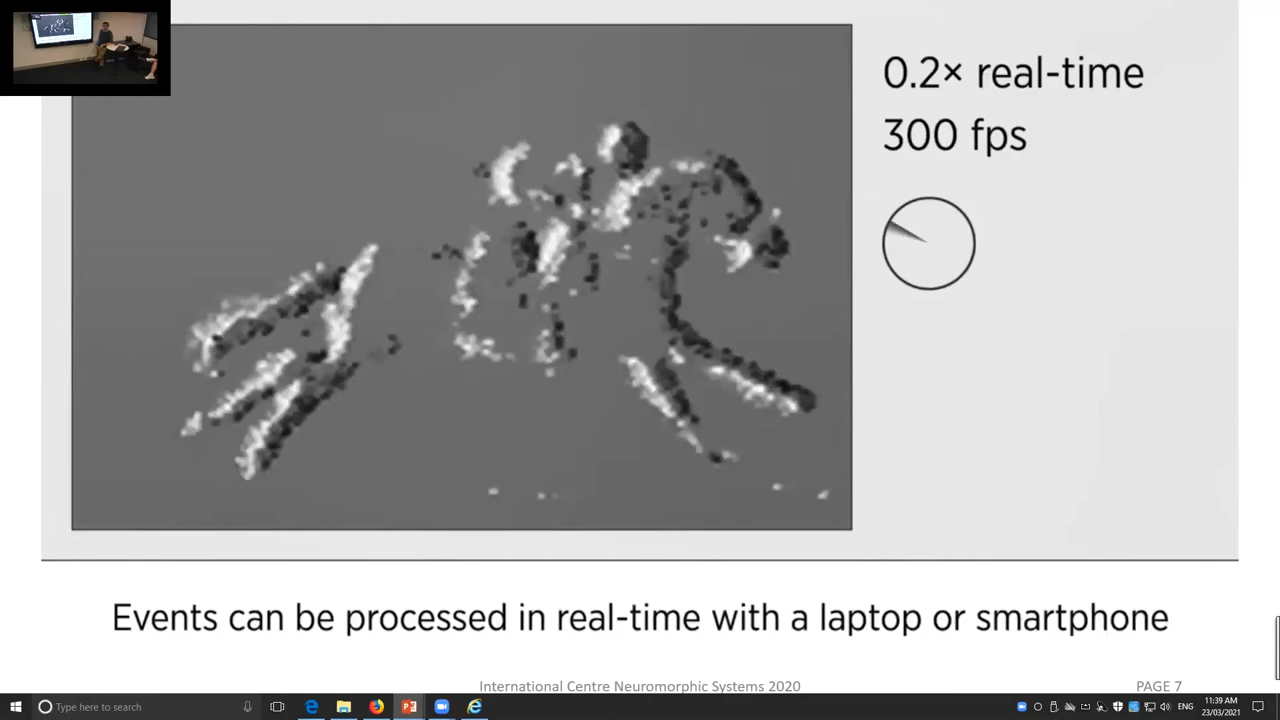 0.2× real-time
300 fps
Events can be processed in real-time with a laptop or smartphone
International Centre Neuromorphic Systems 2020
PAGE 7
Type here to search
ENG
11:39 AM
23/03/2021